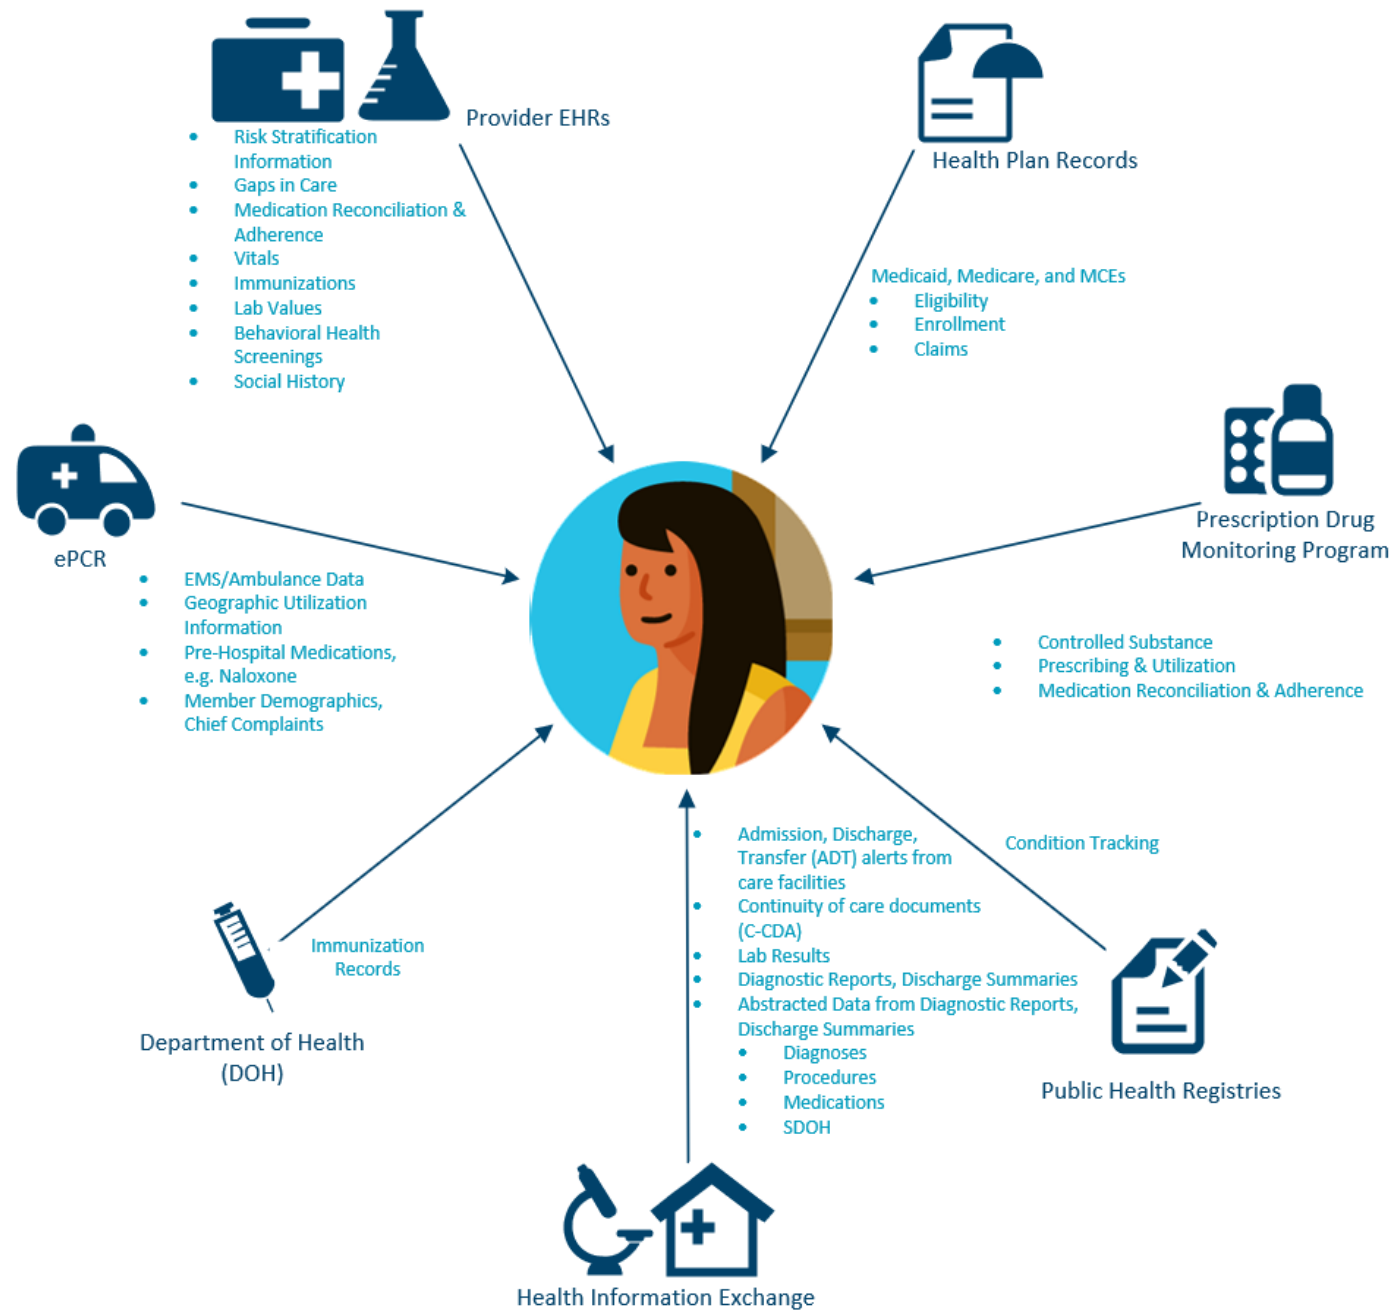 Provider EHRs
• Risk Stratification
Information
• Gaps in Care
• Medication Reconciliation &
Adherence
• Vitals
• Immunizations
• Lab Values
• Behavioral Health
Screenings
• Social History
Health Plan Records
Medicaid, Medicare, and MCEs
• Eligibility
• Enrollment
• Claims
ePCR
• EMS/Ambulance Data
• Geographic Utilization
Information
• Pre-Hospital Medications,
e.g. Naloxone
• Member Demographics,
Chief Complaints
Prescription Drug
Monitoring Program
• Controlled Substance
• Prescribing & Utilization
• Medication Reconciliation & Adherence
Immunization
Records
Department of Health
(DOH)
• Admission, Discharge,
Transfer (ADT) alerts from
care facilities
• Continuity of care documents
(C-CDA)
• Lab Results
• Diagnostic Reports, Discharge Summaries
• Abstracted Data from Diagnostic Reports,
Discharge Summaries
• Diagnoses
• Procedures
• Medications
• SDOH
Health Information Exchange
Condition Tracking
Public Health Registries